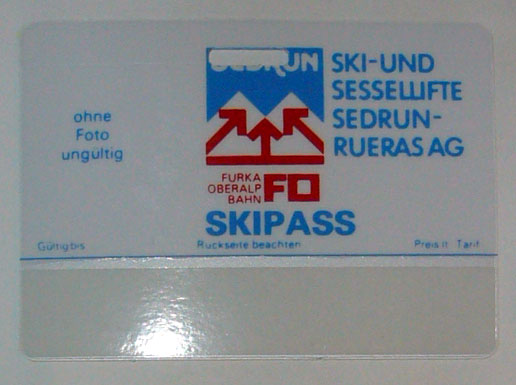 SEDRUN
SKI-UND
SESSELLIFTE
SEDRUN-
RUERAS AG
ohne
Foto
ungültig
FURKA
OBERALP
BAHN
FO
SKIPASS
Gültig bis
Rückseite beachten
Preis lt. Tarif